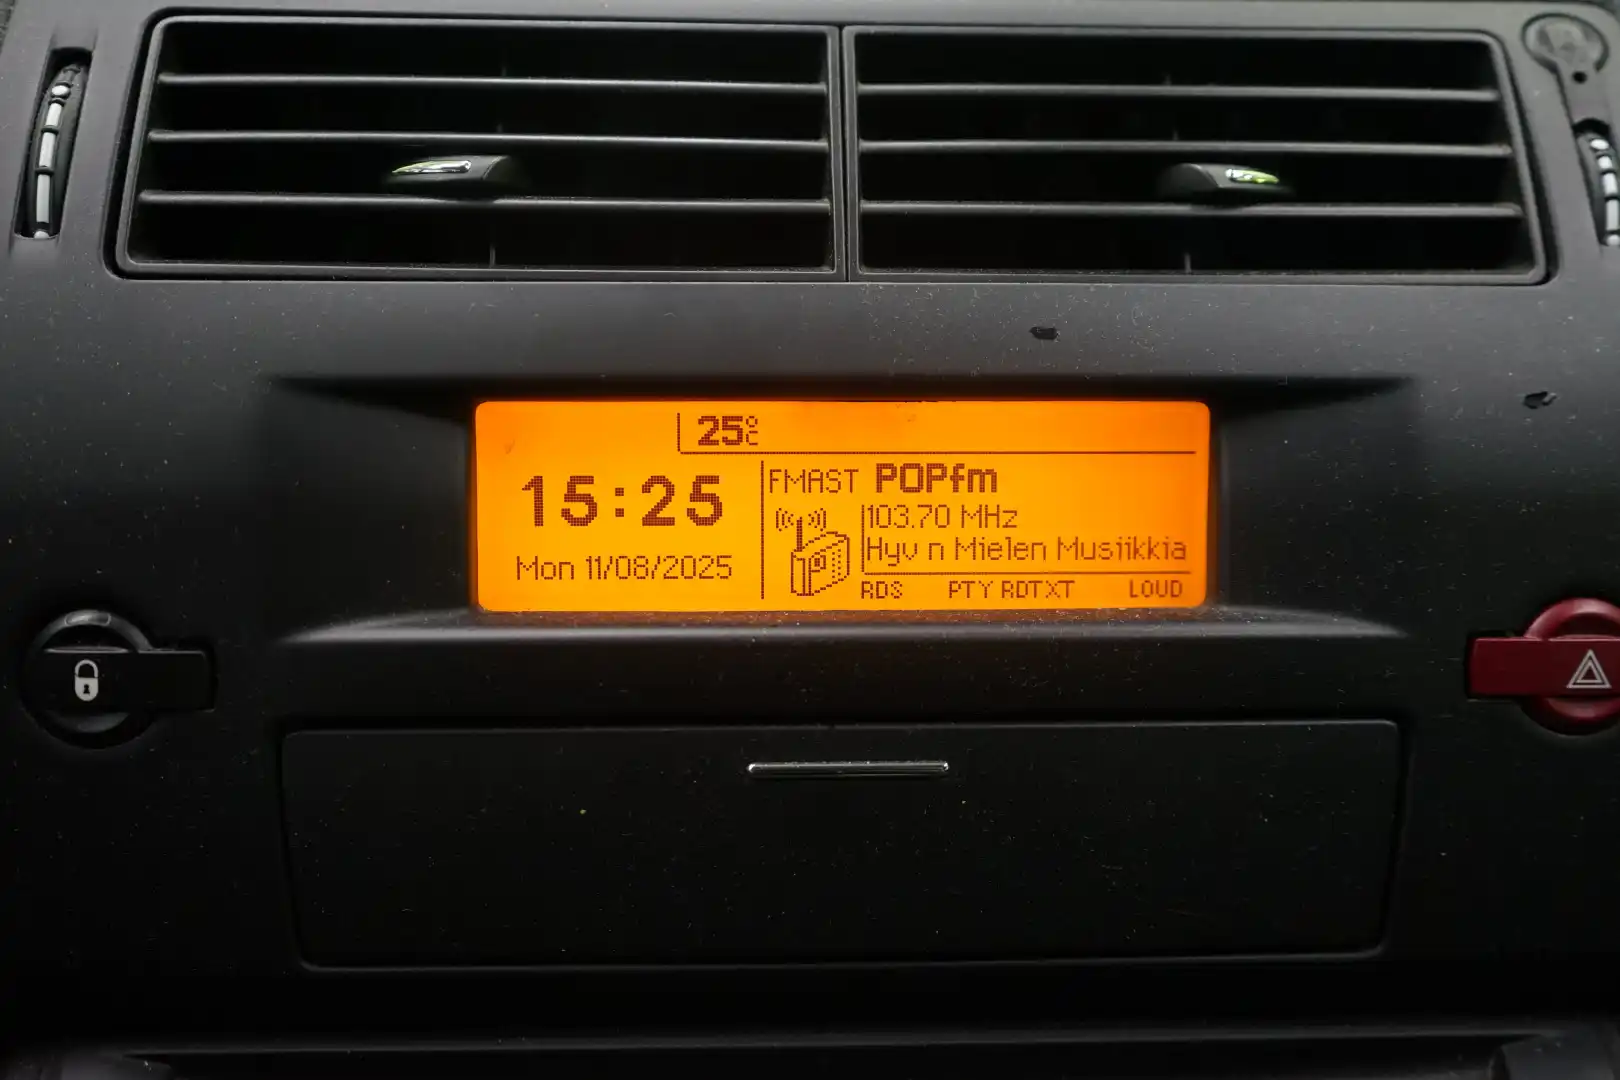 25°C
15:25
Mon 11/08/2025
FMAST POPfm
103.70 MHz
Hyv n Mielen Musiikkia
RDS PTY RDTXT LOUD